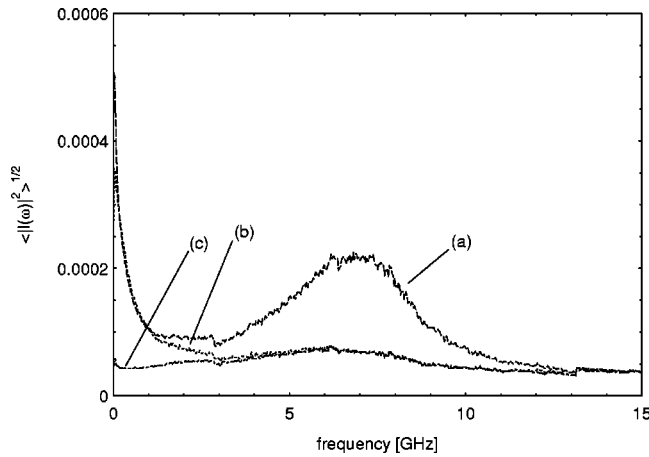 0.0006
0.0004
0.0002
0
<|I(ω)|² > 1/2
(c)
(b)
(a)
0 5 10 15
frequency [GHz]